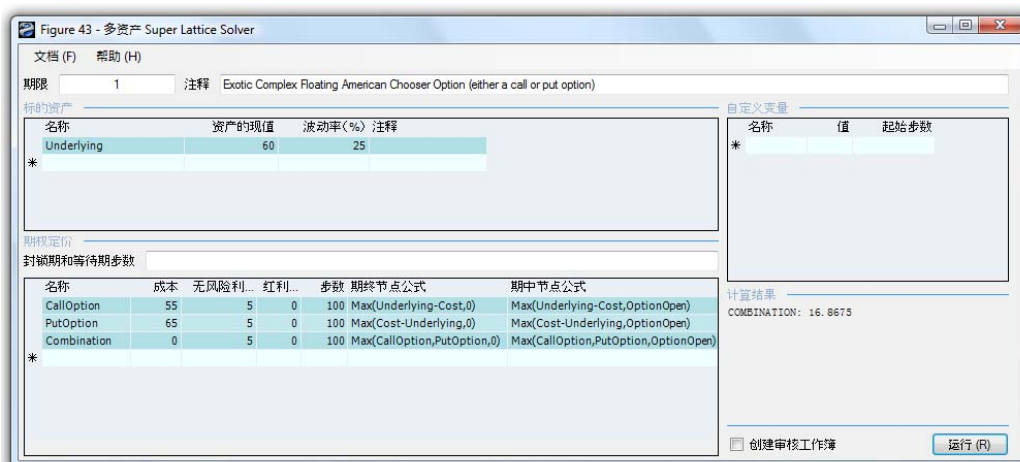 Figure 43 - 多资产 Super Lattice Solver
文档 (F) 帮助 (H)
期限 1 注释 Exotic Complex Floating American Chooser Option (either a call or put option)
标的资产
名称 资产的现值 波动率(%) 注释
Underlying 60 25
*
自定义变量
名称 值 起始步数
*
期权定价
封锁期和等待期步数
名称 成本 无风险利... 红利... 步数 期终节点公式 期中节点公式
CallOption 55 5 0 100 Max(Underlying-Cost,0) Max(Underlying-Cost,OptionOpen)
PutOption 65 5 0 100 Max(Cost-Underlying,0) Max(Cost-Underlying,OptionOpen)
Combination 0 5 0 100 Max(CallOption,PutOption,0) Max(CallOption,PutOption,OptionOpen)
*
计算结果
COMBINATION: 16.8675
创建审核工作簿 运行 (R)